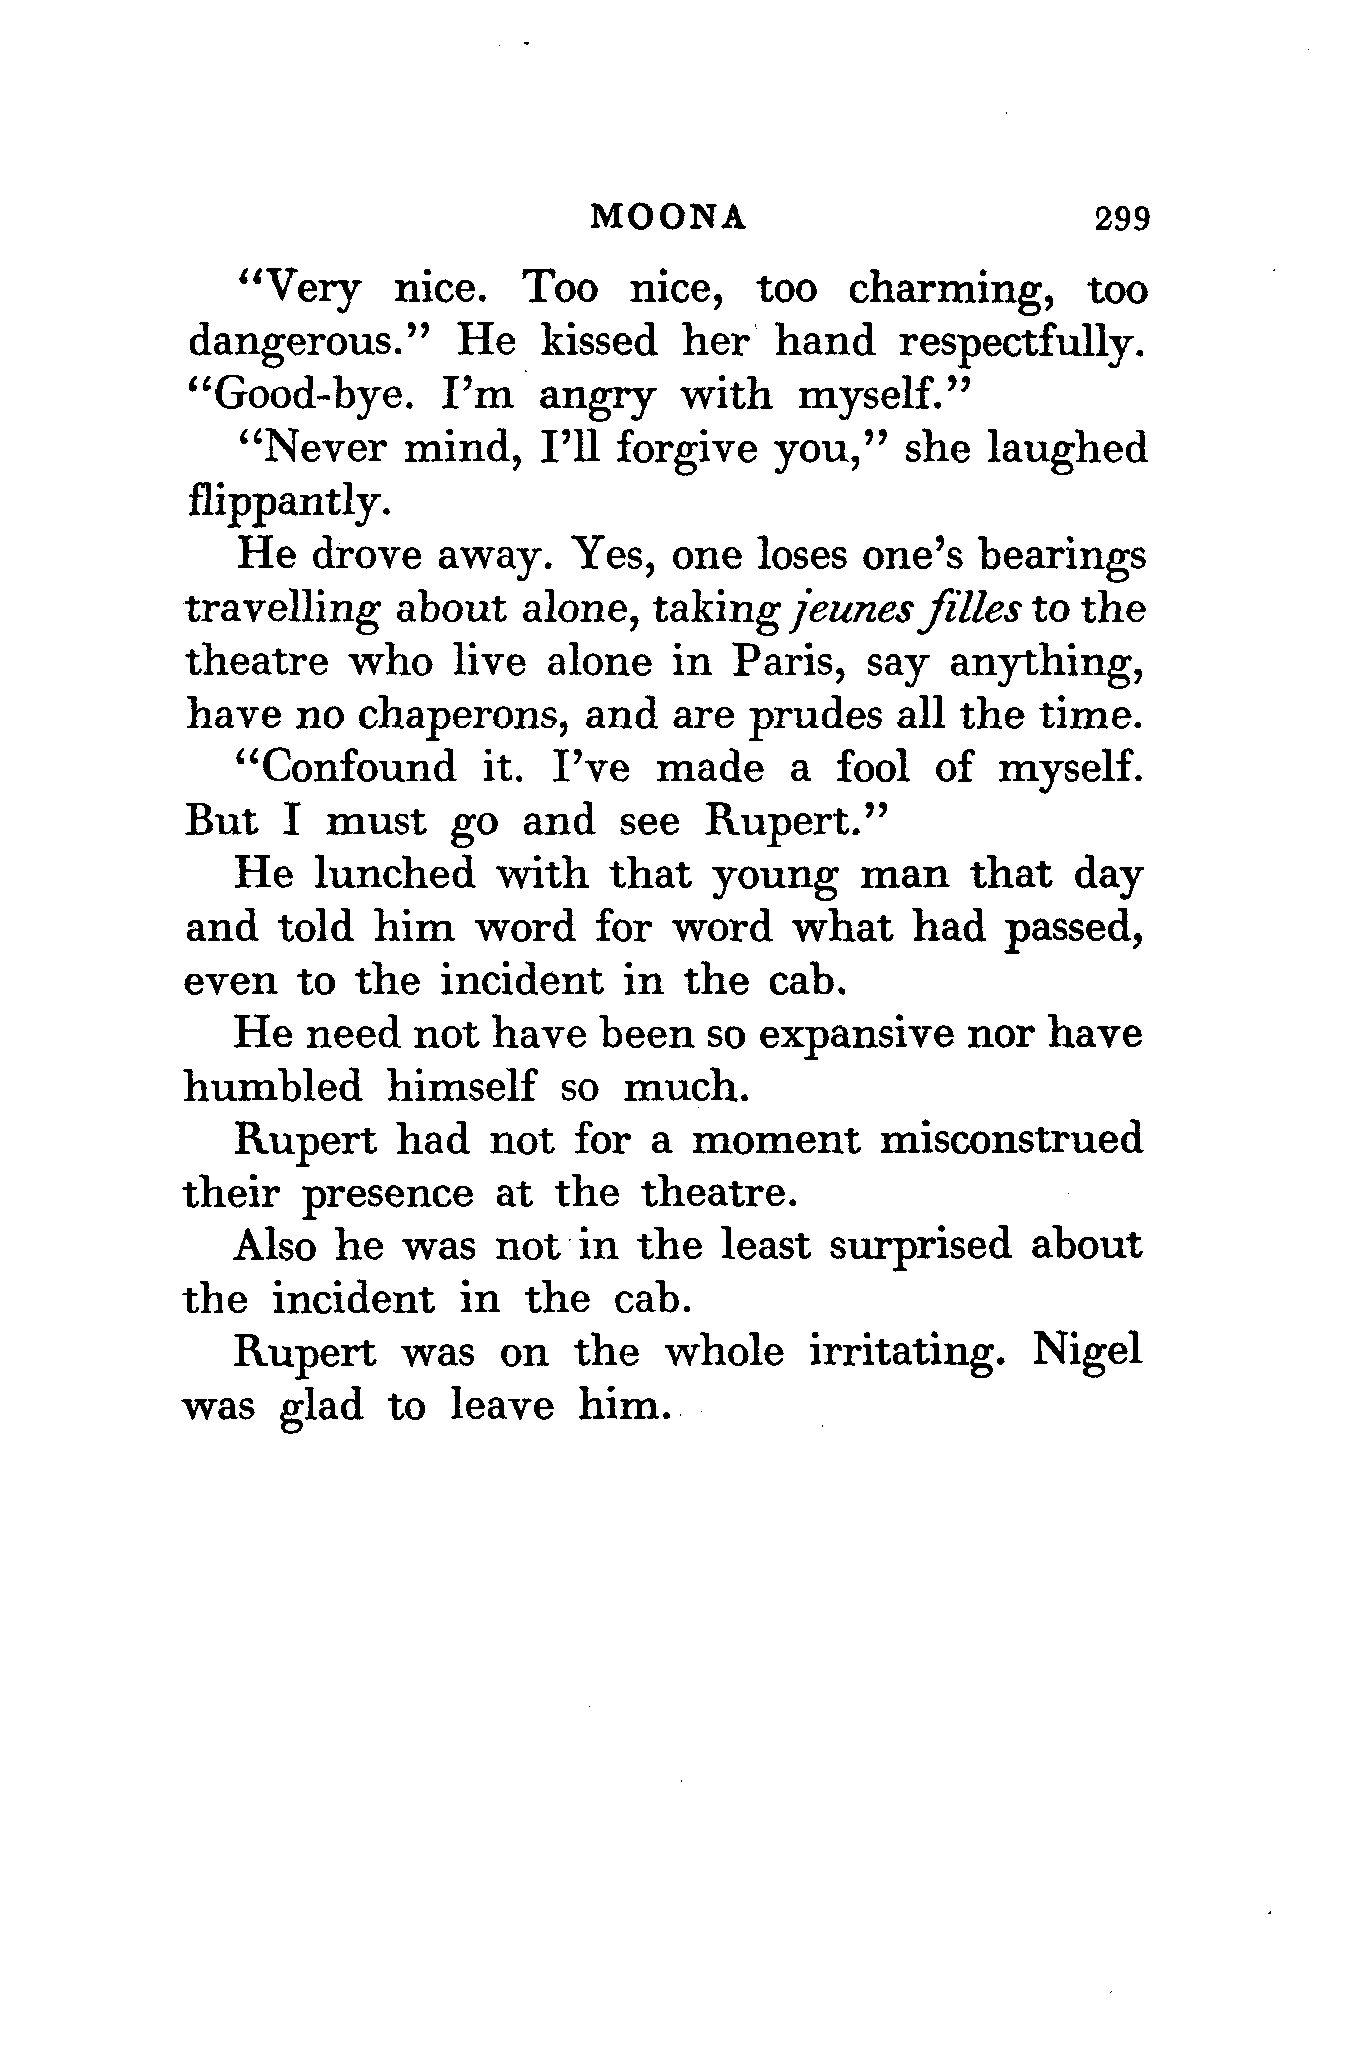 MOONA 299
“Very nice. Too nice, too charming, too
dangerous.” He kissed her hand respectfully.
“Good-bye. I’m angry with myself.”
“Never mind, I’ll forgive you,” she laughed
flippantly.
He drove away. Yes, one loses one’s bearings
travelling about alone, taking jeunes filles to the
theatre who live alone in Paris, say anything,
have no chaperons, and are prudes all the time.
“Confound it. I’ve made a fool of myself.
But I must go and see Rupert.”
He lunched with that young man that day
and told him word for word what had passed,
even to the incident in the cab.
He need not have been so expansive nor have
humbled himself so much.
Rupert had not for a moment misconstrued
their presence at the theatre.
Also he was not in the least surprised about
the incident in the cab.
Rupert was on the whole irritating. Nigel
was glad to leave him.